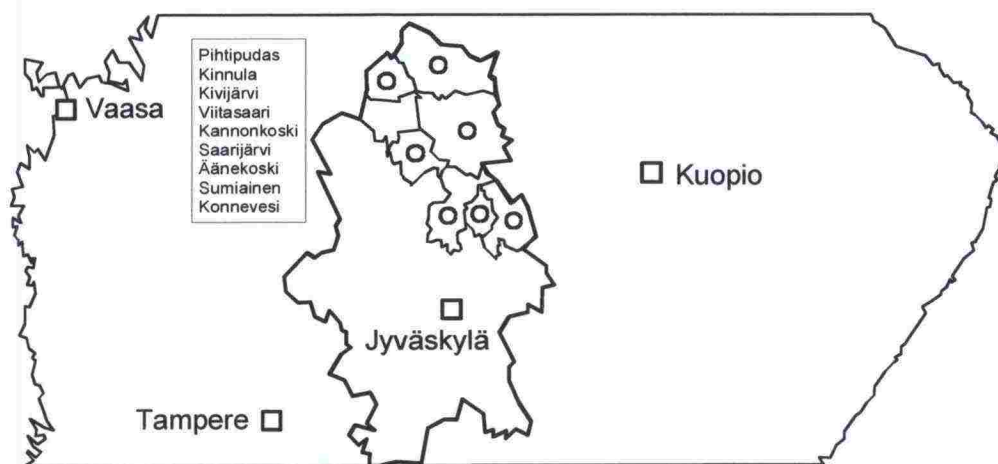 Pihtipudas
Kinnula
Kivijärvi
Viitasaari
Kannonkoski
Saarijärvi
Äänekoski
Sumiainen
Konnevesi
Vaasa
Kuopio
Jyväskylä
Tampere